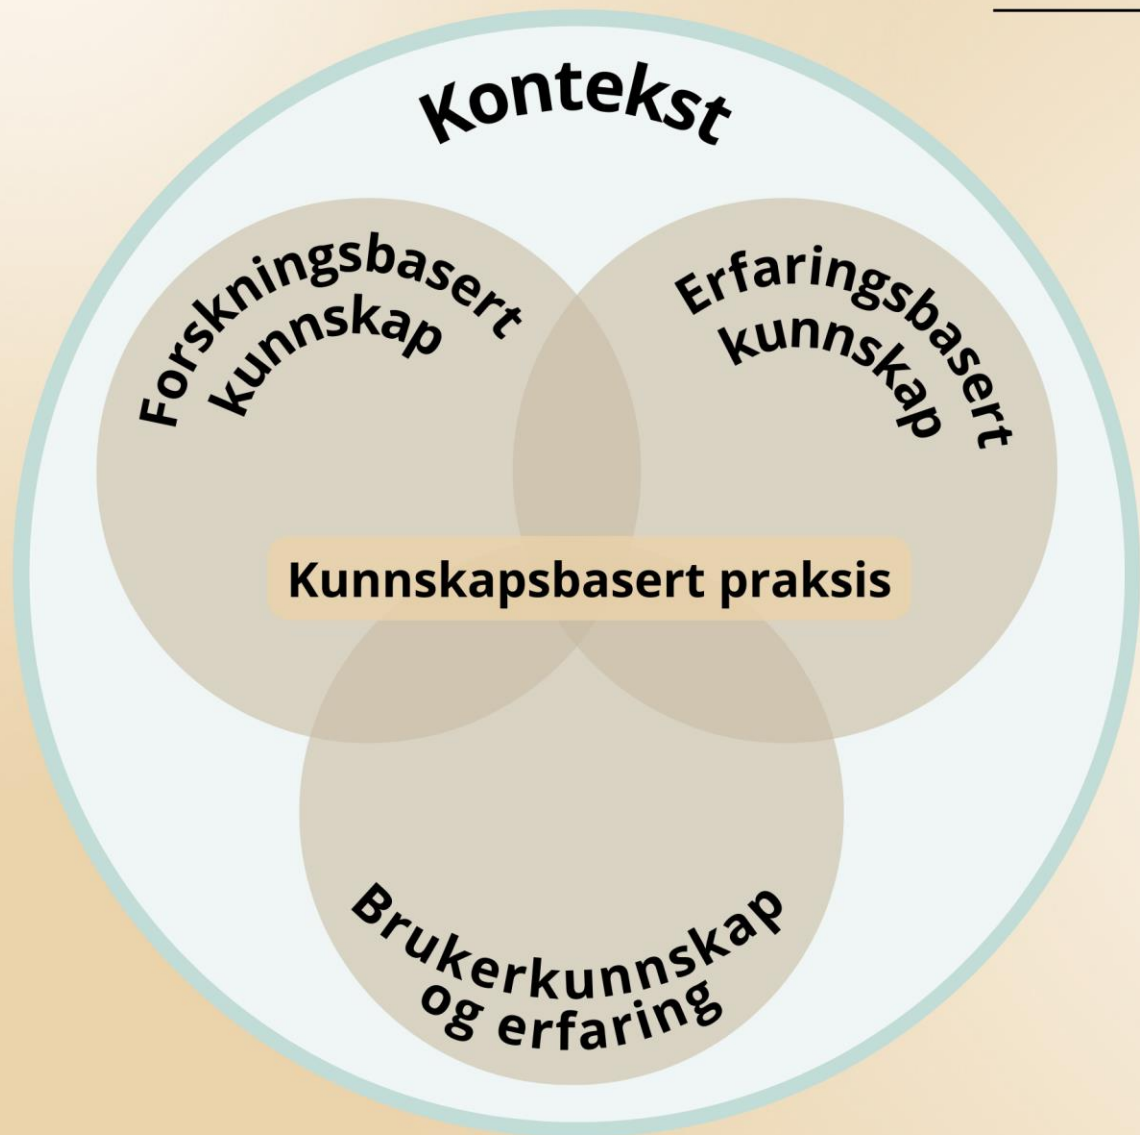 Kontekst
Forskningsbasert
kunnskap
Erfaringsbasert
kunnskap
Kunnskapsbasert praksis
Brukerkunnskap
og erfaring